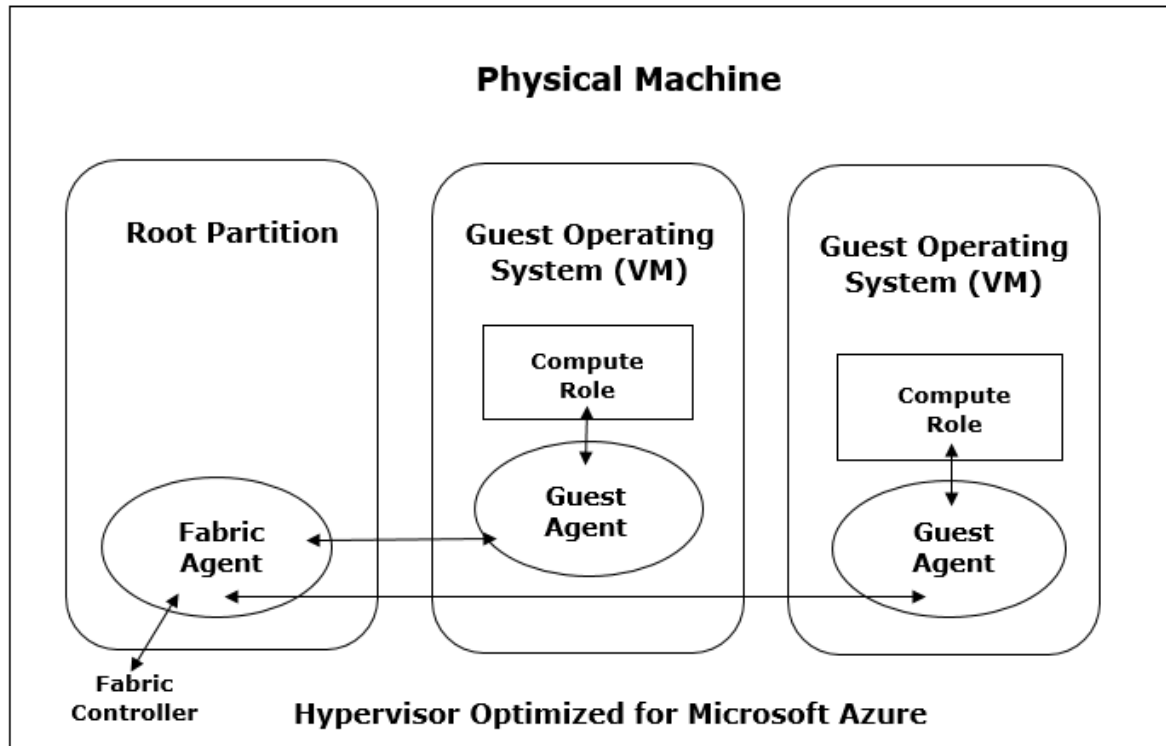 Physical Machine
Root Partition
Fabric
Agent
Guest Operating
System (VM)
Compute
Role
Guest
Agent
Guest Operating
System (VM)
Compute
Role
Guest
Agent
Fabric
Controller
Hypervisor Optimized for Microsoft Azure